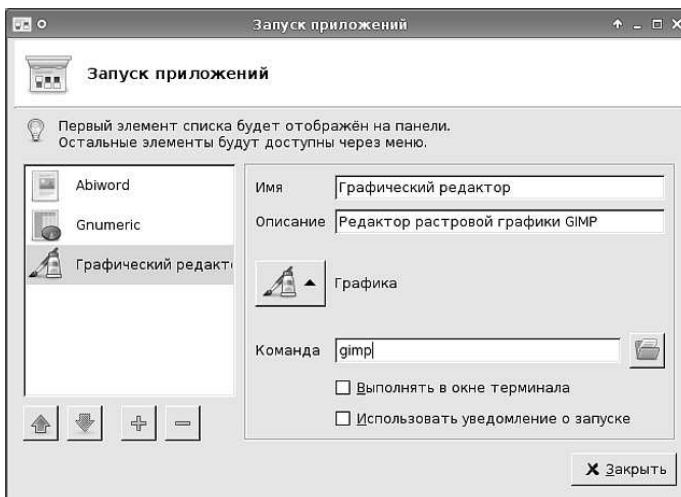 Запуск приложений
Запуск приложений
Первый элемент списка будет отображён на панели.
Остальные элементы будут доступны через меню.
Abiword
Gnumeric
Графический редакт
Имя
Графический редактор
Описание
Редактор растровой графики GIMP
Графика
Команда
gimp
Выполнять в окне терминала
Использовать уведомление о запуске
Закрыть